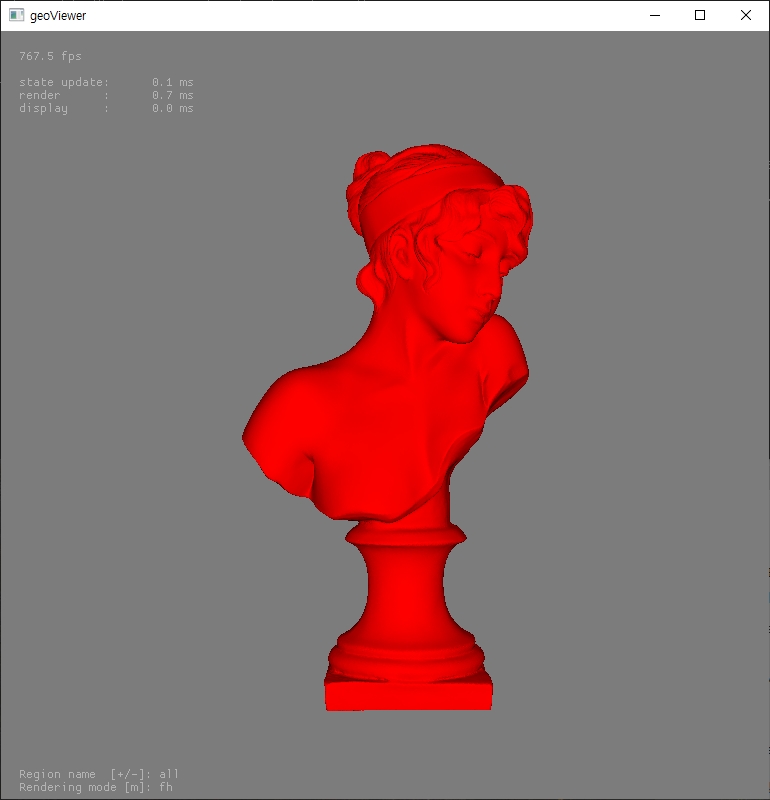 geoViewer
767.5 fps
state update:      0.1 ms
render      :      0.7 ms
display     :      0.0 ms
Region name  [+/-]: all
Rendering mode [m]: fh